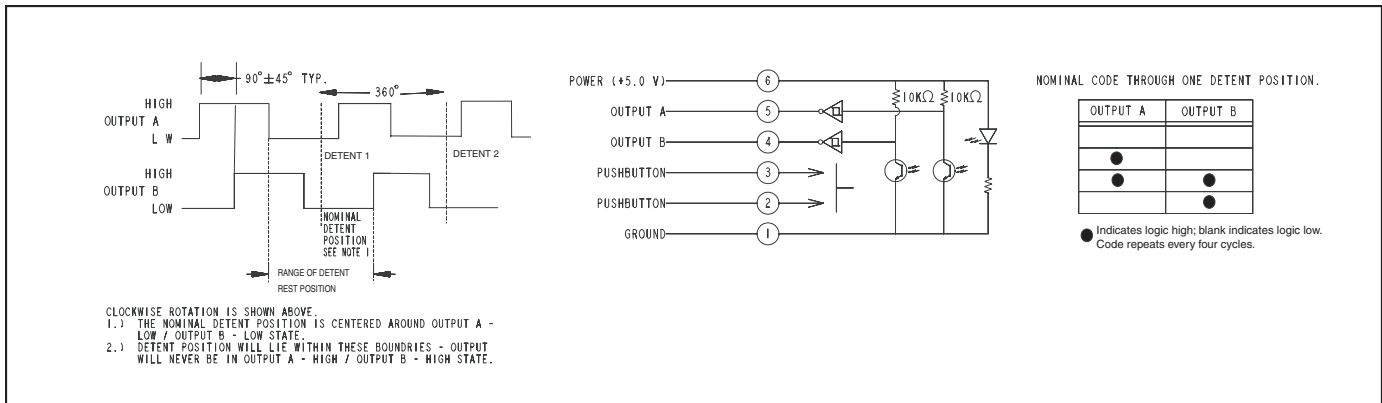 90°±45° TYP.
360°
HIGH
OUTPUT A
L W
DETENT 1
DETENT 2
HIGH
OUTPUT B
LOW
NOMINAL
DETENT
POSITION
SEE NOTE 1
RANGE OF DETENT
REST POSITION
CLOCKWISE ROTATION IS SHOWN ABOVE.
1.) THE NOMINAL DETENT POSITION IS CENTERED AROUND OUTPUT A -
LOW / OUTPUT B - LOW STATE.
2.) DETENT POSITION WILL LIE WITHIN THESE BOUNDRIES - OUTPUT
WILL NEVER BE IN OUTPUT A - HIGH / OUTPUT B - HIGH STATE.
POWER (+5.0 V) 6
10KΩ 10KΩ
OUTPUT A 5
OUTPUT B 4
PUSHBUTTON 3
PUSHBUTTON 2
GROUND 1
NOMINAL CODE THROUGH ONE DETENT POSITION.
OUTPUT A OUTPUT B
Indicates logic high; blank indicates logic low.
Code repeats every four cycles.